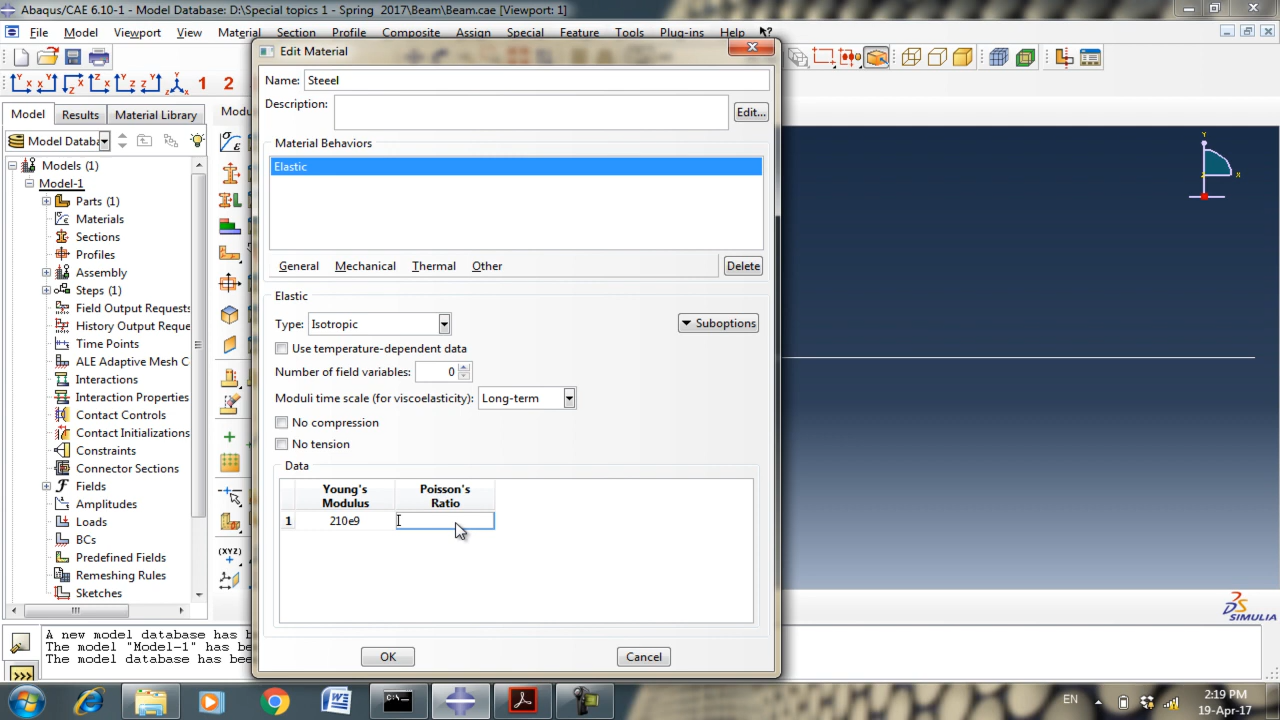 Abaqus/CAE 6.10-1 - Model Database: D:\Special topics 1 - Spring 2017\Beam\Beam.cae [Viewport: 1]
File Model Viewport View Material Section Profile Composite Assign Special Feature Tools Plug-ins Help
1 2
Edit Material
Name: Steeel
Description:
Edit...
Model Results Material Library Modu
Model Databa
Models (1)
Model-1
Parts (1)
Materials
Sections
Profiles
Assembly
Steps (1)
Field Output Requests
History Output Reque
Time Points
ALE Adaptive Mesh C
Interactions
Interaction Properties
Contact Controls
Contact Initializations
Constraints
Connector Sections
Fields
Amplitudes
Loads
BCs
Predefined Fields
Remeshing Rules
Sketches
(XYZ)
Material Behaviors
Elastic
General Mechanical Thermal Other Delete
Elastic
Type: Isotropic
Suboptions
Use temperature-dependent data
Number of field variables: 0
Moduli time scale (for viscoelasticity): Long-term
No compression
No tension
Data
Young's Modulus
Poisson's Ratio
1 210e9
OK Cancel
Y
X
Z
SIMULIA
A new model database has b
The model "Model-1" has be
The model database has bee
>>>
EN
2:19 PM
19-Apr-17